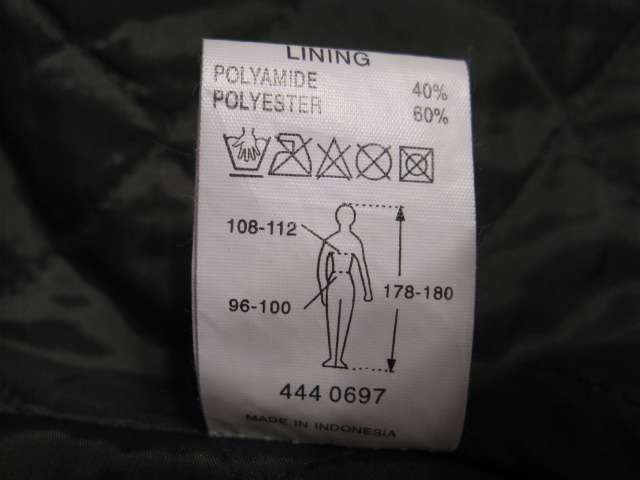 LINING
POLYAMIDE 40%
POLYESTER 60%
108-112
178-180
96-100
444 0697
MADE IN INDONESIA